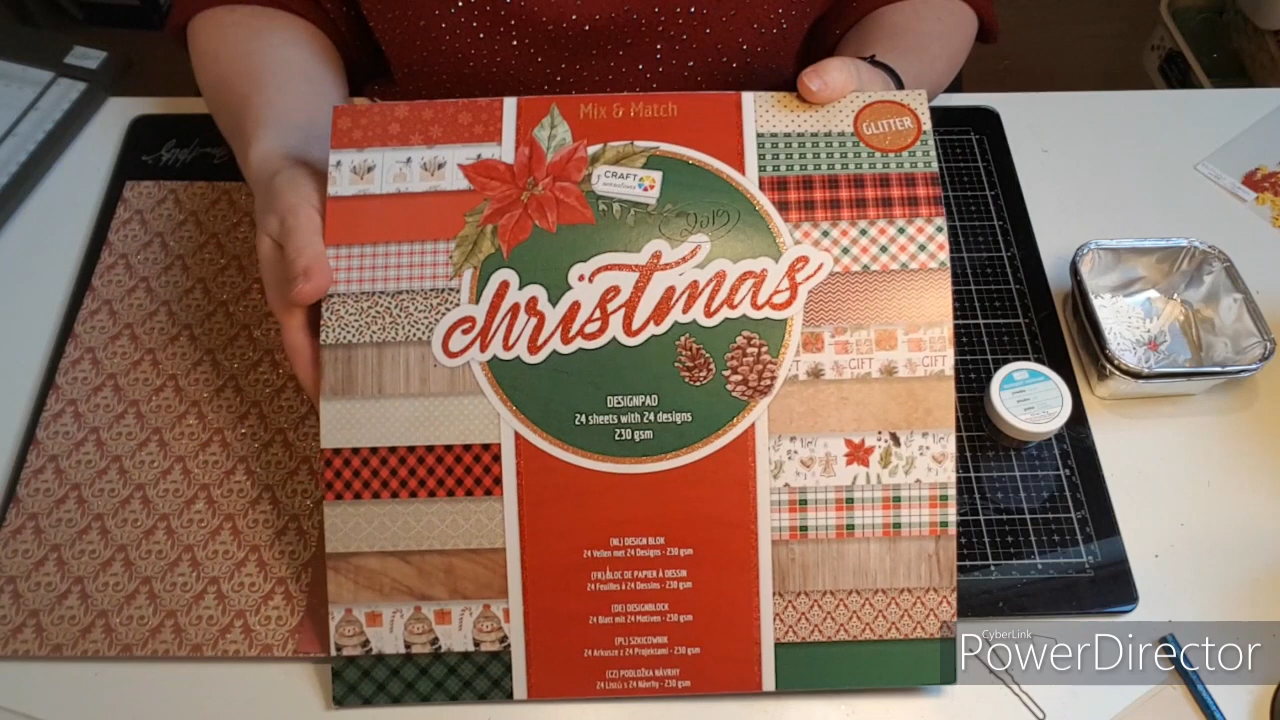 Mix & Match
GLITTER
CRAFT
sensations
2019
christmas
GIFT
GIFT
DESIGNPAD
24 sheets with 24 designs
230 gsm
(NL) DESIGN BLOK
24 Vellen met 24 Designs - 230 gsm
(FR) BLOC DE PAPIER À DESSIN
24 Feuilles à 24 Dessins - 230 gsm
(DE) DESIGNBLOCK
24 Blatt mit 24 Motiven - 230 gsm
(PL) SZKICOWNIK
24 Arkusze z 24 Projektami - 230 gsm
(CZ) PODLOŽKA NÁVRHY
24 Listů s 24 Návrhy - 230 gsm
CyberLink
PowerDirector